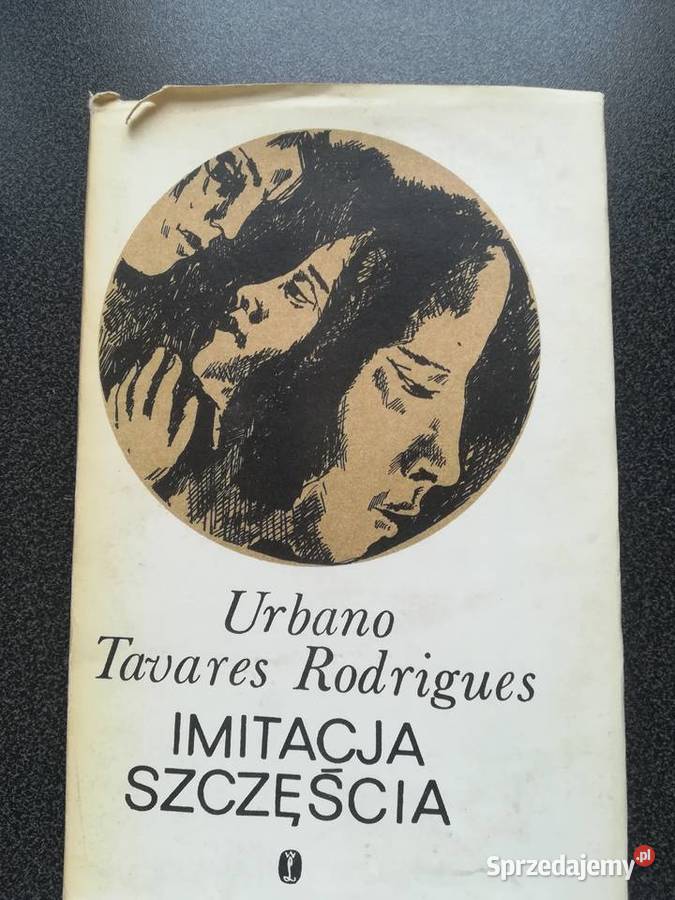 Urbano
Tavares Rodrigues
IMITACJA
SZCZĘŚCIA
Sprzedajemy.pl